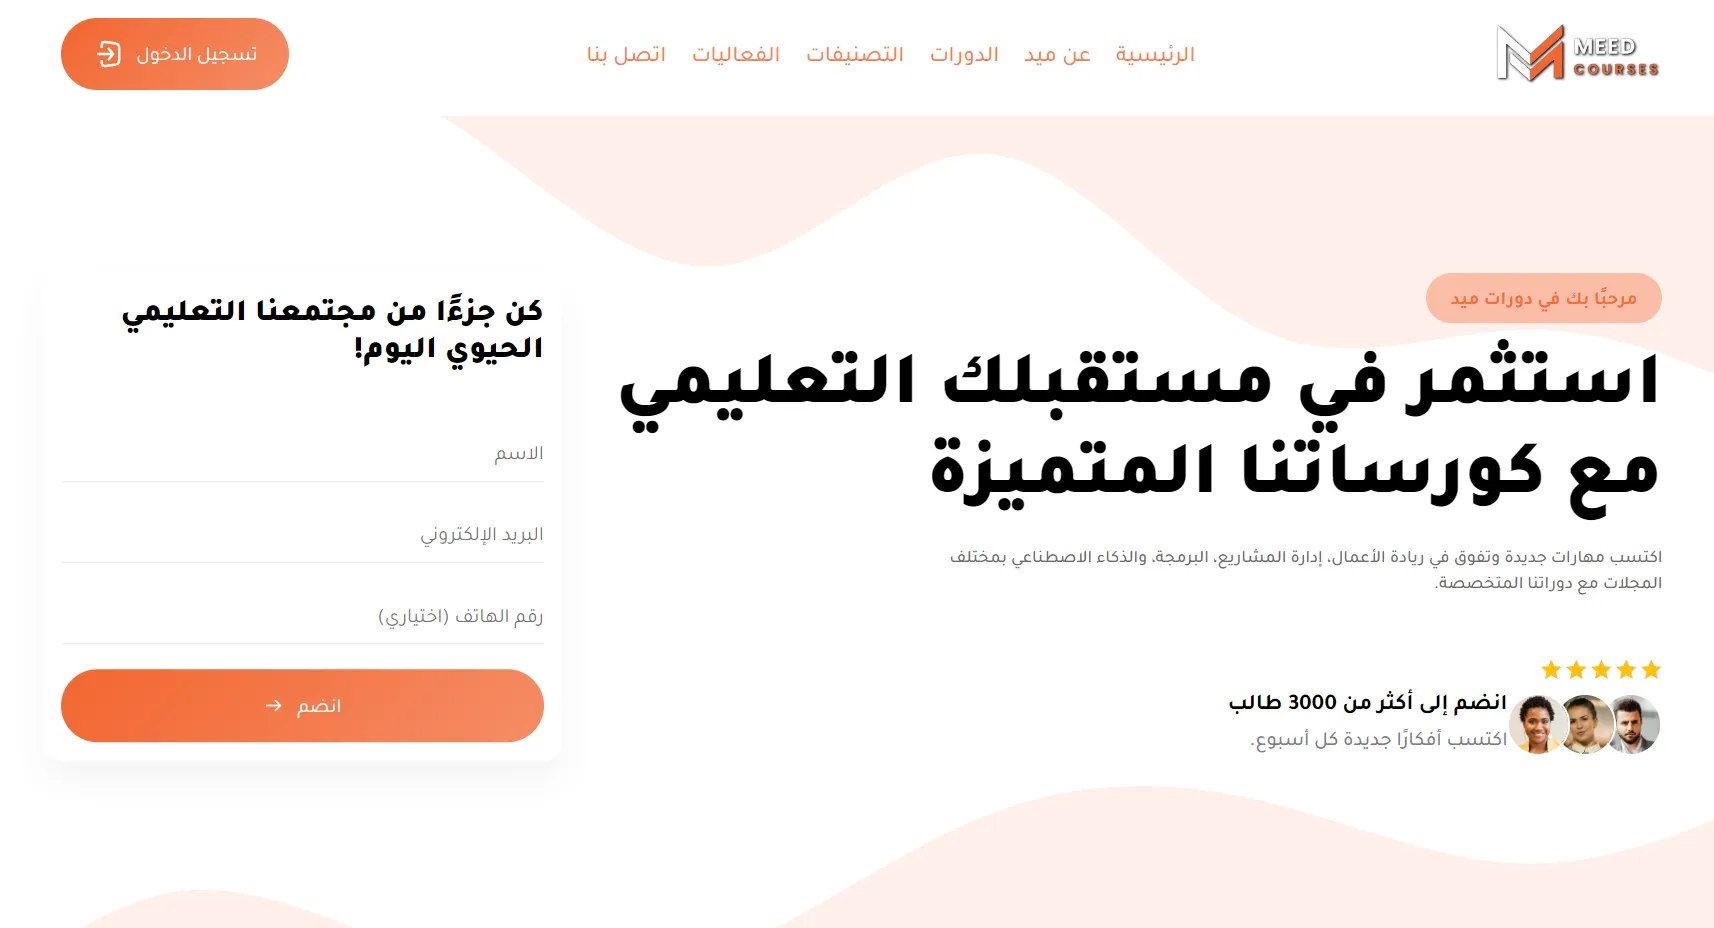 MEED
COURSES
الرئيسية
عن ميد
الدورات
التصنيفات
الفعاليات
اتصل بنا
تسجيل الدخول
مرحبًا بك في دورات ميد
استثمر في مستقبلك التعليمي
مع كورساتنا المتميزة
اكتسب مهارات جديدة وتفوق في ريادة الأعمال، إدارة المشاريع، البرمجة، والذكاء الاصطناعي بمختلف
المجلات مع دوراتنا المتخصصة.
انضم إلى أكثر من 3000 طالب
اكتسب أفكارًا جديدة كل أسبوع.
كن جزءًا من مجتمعنا التعليمي
الحيوي اليوم!
الاسم
البريد الإلكتروني
رقم الهاتف (اختياري)
انضم